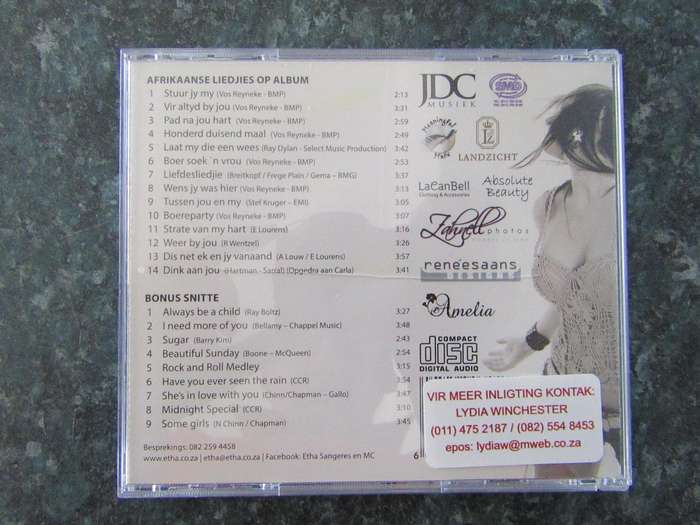 AFRIKAANSE LIEDJIES OP ALBUM
1 Stuur jy my (Vos Reyneke - BMP) 2:13
2 Vir altyd by jou (Vos Reyneke - BMP) 3:31
3 Pad na jou hart (Vos Reyneke - BMP) 2:59
4 Honderd duisend maal (Vos Reyneke - BMP) 2:49
5 Laat my die een wees (Ray Dylan - Select Music Production) 3:42
6 Boer soek `n vrou (Vos Reyneke - BMP) 2:53
7 Liefdesliedjie (Breitkopf / Frege Plain / Gema – BMG) 3:37
8 Wens jy was hier (Vos Reyneke - BMP) 3:13
9 Tussen jou en my (Stef Kruger – EMI) 3:05
10 Boereparty (Vos Reyneke - BMP) 3:07
11 Strate van my hart (E Lourens) 3:16
12 Weer by jou (R Wentzel) 3:26
13 Dis net ek en jy vanaand (A Louw / E Lourens) 3:53
14 Dink aan jou (Hartman - Sacal) (Opgedra aan Carla) 3:41
BONUS SNITTE
1 Always be a child (Ray Boltz) 3:27
2 I need more of you (Bellamy – Chappel Music) 3:48
3 Sugar (Barry Kim) 2:43
4 Beautiful Sunday (Boone – McQueen) 2:54
5 Rock and Roll Medley 5:15
6 Have you ever seen the rain (CCR) 2:34
7 She's in love with you (Chinn/Chapman – Gallo) 3:47
8 Midnight Special (CCR) 3:10
9 Some girls (N Chinn / Chapman) 3:45
Besprekings: 082 259 4458
www.etha.co.za | etha@etha.co.za | Facebook: Etha Sangeres en MC
JDC
MUSIEK
SMD
LZ
LANDZICHT
LaCanBell
Clothing & Accessories
Absolute
Beauty
Zahnell photos
renéesaans
DESIGNS
Amelia
COMPACT
disc
DIGITAL AUDIO
6
VIR MEER INLIGTING KONTAK:
LYDIA WINCHESTER
(011) 475 2187 / (082) 554 8453
epos: lydiaw@mweb.co.za